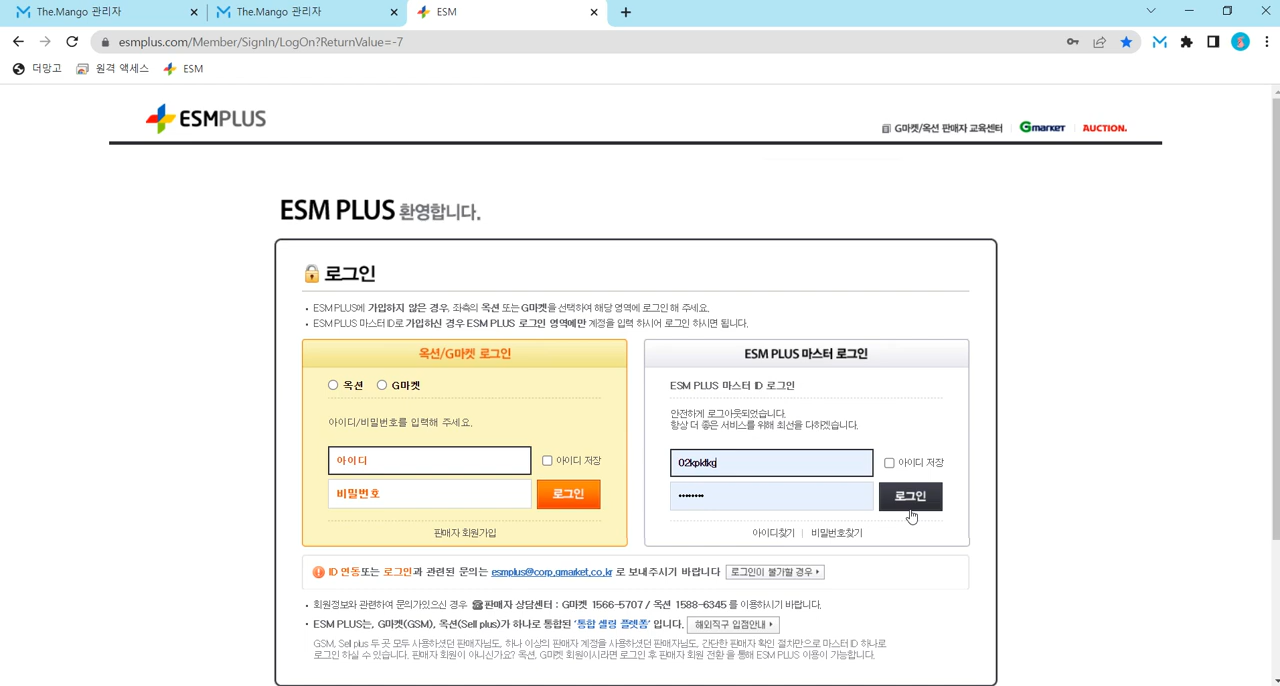 The.Mango 관리자
The.Mango 관리자
ESM
esmplus.com/Member/SignIn/LogOn?ReturnValue=-7
더망고
원격 액세스
ESM
ESMPLUS
G마켓/옥션 판매자 교육센터
Gmarket
AUCTION.
ESM PLUS 환영합니다.
로그인
• ESM PLUS에 가입하지 않은 경우, 좌측의 옥션 또는 G마켓을 선택하여 해당 영역에 로그인 해 주세요.
• ESM PLUS 마스터 ID로 가입하신 경우 ESM PLUS 로그인 영역에만 계정을 입력 하시어 로그인 하시면 됩니다.
옥션/G마켓 로그인
옥션 G마켓
아이디/비밀번호를 입력해 주세요.
아이디
아이디 저장
비밀번호
로그인
판매자 회원가입
ESM PLUS 마스터 로그인
ESM PLUS 마스터 ID 로그인
안전하게 로그아웃되었습니다.
항상 더 좋은 서비스를 위해 최선을 다하겠습니다.
02kpktkg
아이디 저장
••••••••
로그인
아이디찾기 | 비밀번호찾기
ID 연동또는 로그인과 관련된 문의는 esmplus@corp.gmarket.co.kr 로 보내주시기 바랍니다 로그인이 불가할 경우
• 회원정보와 관련하여 문의가있으신 경우 판매자 상담센터 : G마켓 1566-5707 / 옥션 1588-6345 를 이용하시기 바랍니다.
• ESM PLUS는, G마켓(GSM), 옥션(Sell plus)가 하나로 통합된 '통합 셀링 플랫폼' 입니다. 해외직구 입점안내
GSM, Sell plus 두 곳 모두 사용하셨던 판매자님도, 하나 이상의 판매자 계정을 사용하셨던 판매자님도, 간단한 판매자 확인 절차만으로 마스터 ID 하나로
로그인 하실 수 있습니다. 판매자 회원이 아니신가요? 옥션, G마켓 회원이시라면 로그인 후 판매자 회원 전환 을 통해 ESM PLUS 이용이 가능합니다.